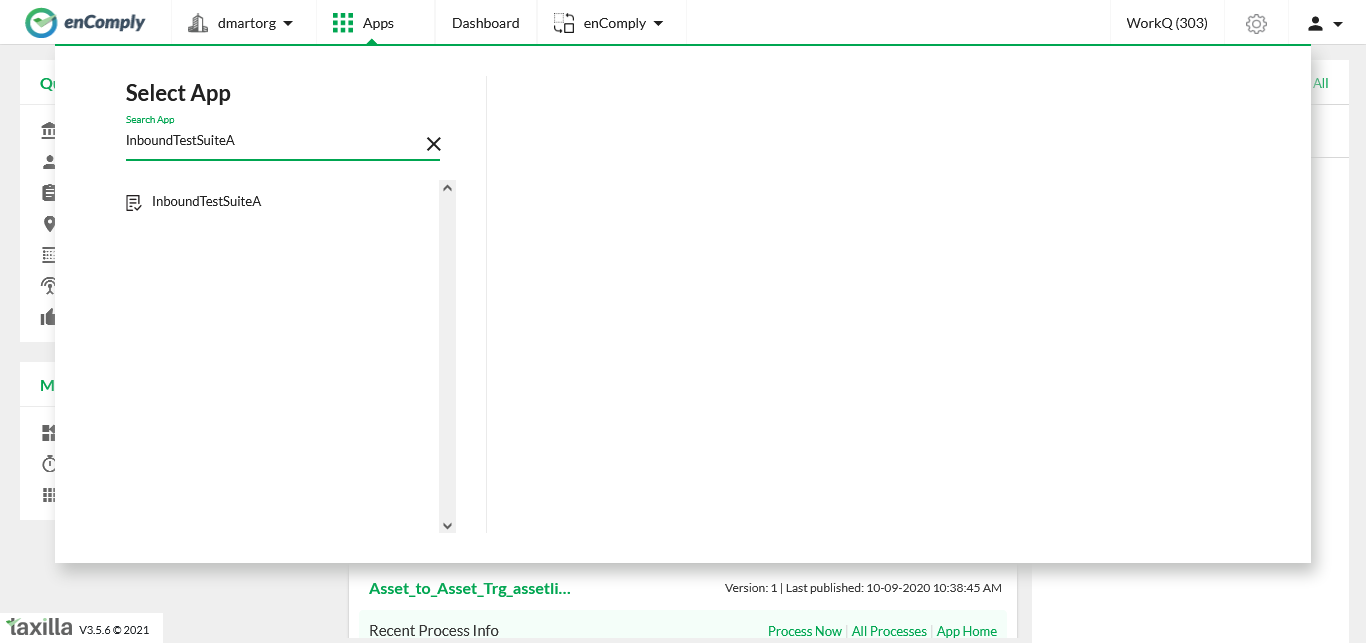 enComply dmartorg Apps Dashboard enComply WorkQ (303)
Qu All
Select App
Search App
InboundTestSuiteA
InboundTestSuiteA
M
Asset_to_Asset_Trg_assetli... Version: 1 | Last published: 10-09-2020 10:38:45 AM
Recent Process Info Process Now | All Processes | App Home
taxilla V3.5.6 © 2021